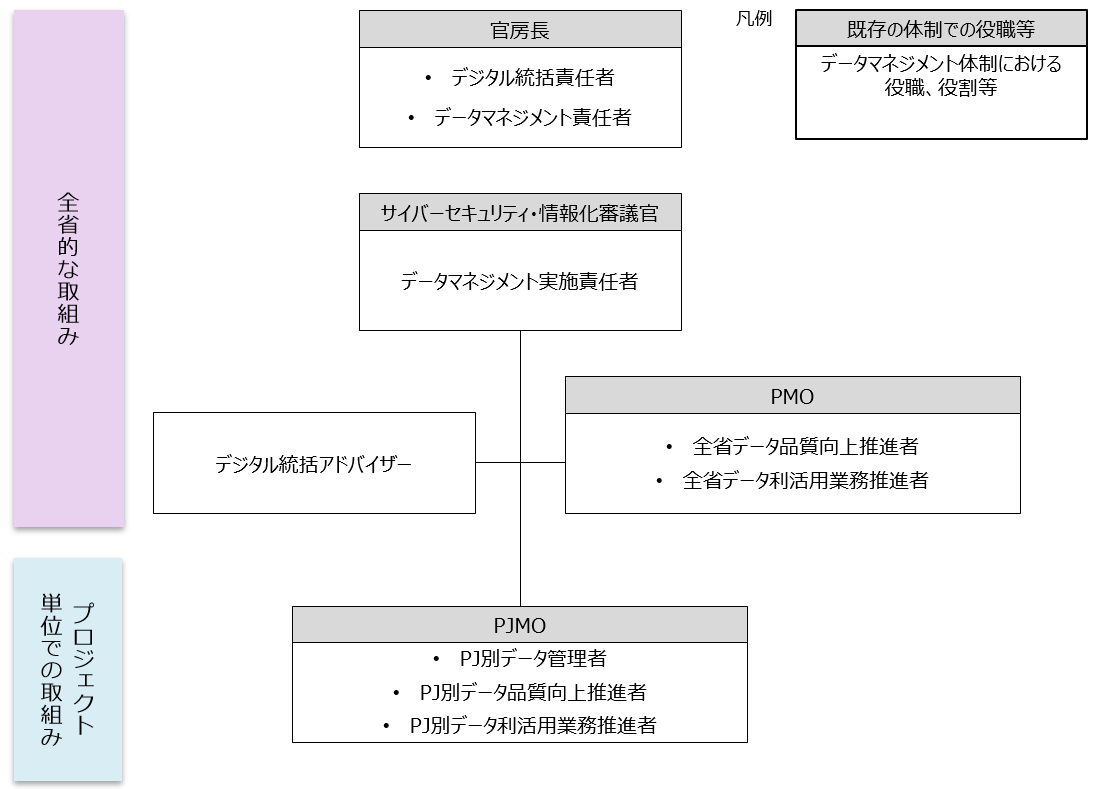 官房長
• デジタル統括責任者
• データマネジメント責任者
凡例
既存の体制での役職等
データマネジメント体制における
役職、役割等
全省的な取組み
サイバーセキュリティ・情報化審議官
データマネジメント実施責任者
デジタル統括アドバイザー
PMO
• 全省データ品質向上推進者
• 全省データ利活用業務推進者
プロジェクト
単位での取組み
PJMO
• PJ別データ管理者
• PJ別データ品質向上推進者
• PJ別データ利活用業務推進者